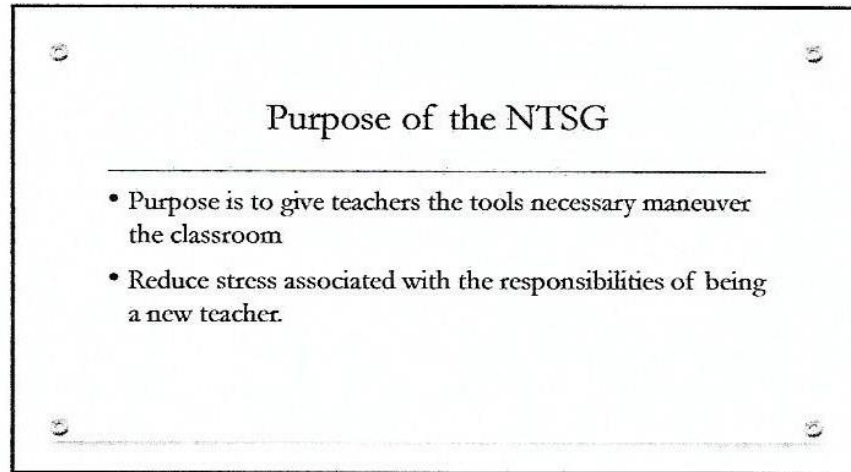 Purpose of the NTSG
• Purpose is to give teachers the tools necessary maneuver
the classroom
• Reduce stress associated with the responsibilities of being
a new teacher.